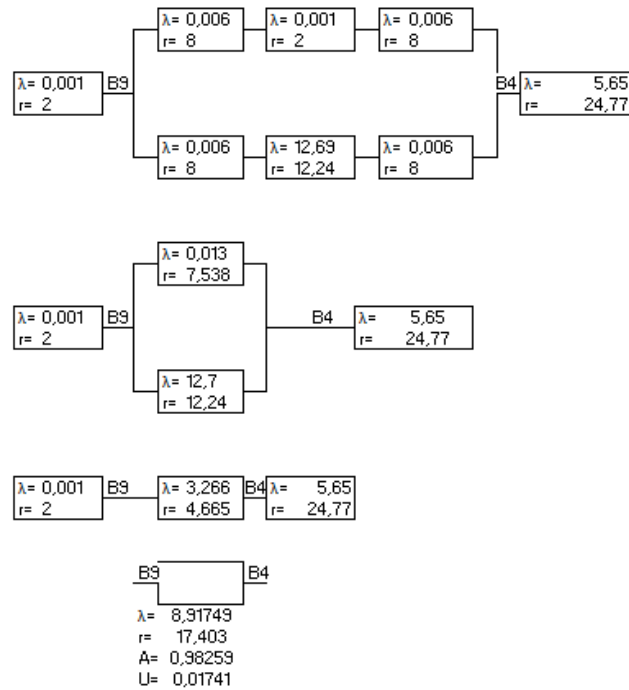 λ= 0,006 λ= 0,001 λ= 0,006
r= 8 r= 2 r= 8
λ= 0,001 B9 B4 λ= 5,65
r= 2 r= 24,77
λ= 0,006 λ= 12,69 λ= 0,006
r= 8 r= 12,24 r= 8
λ= 0,013
r= 7,538
λ= 0,001 B9 B4 λ= 5,65
r= 2 r= 24,77
λ= 12,7
r= 12,24
λ= 0,001 B9 λ= 3,266 B4 λ= 5,65
r= 2 r= 4,665 r= 24,77
B9 B4
λ= 8,91749
r= 17,403
A= 0,98259
U= 0,01741